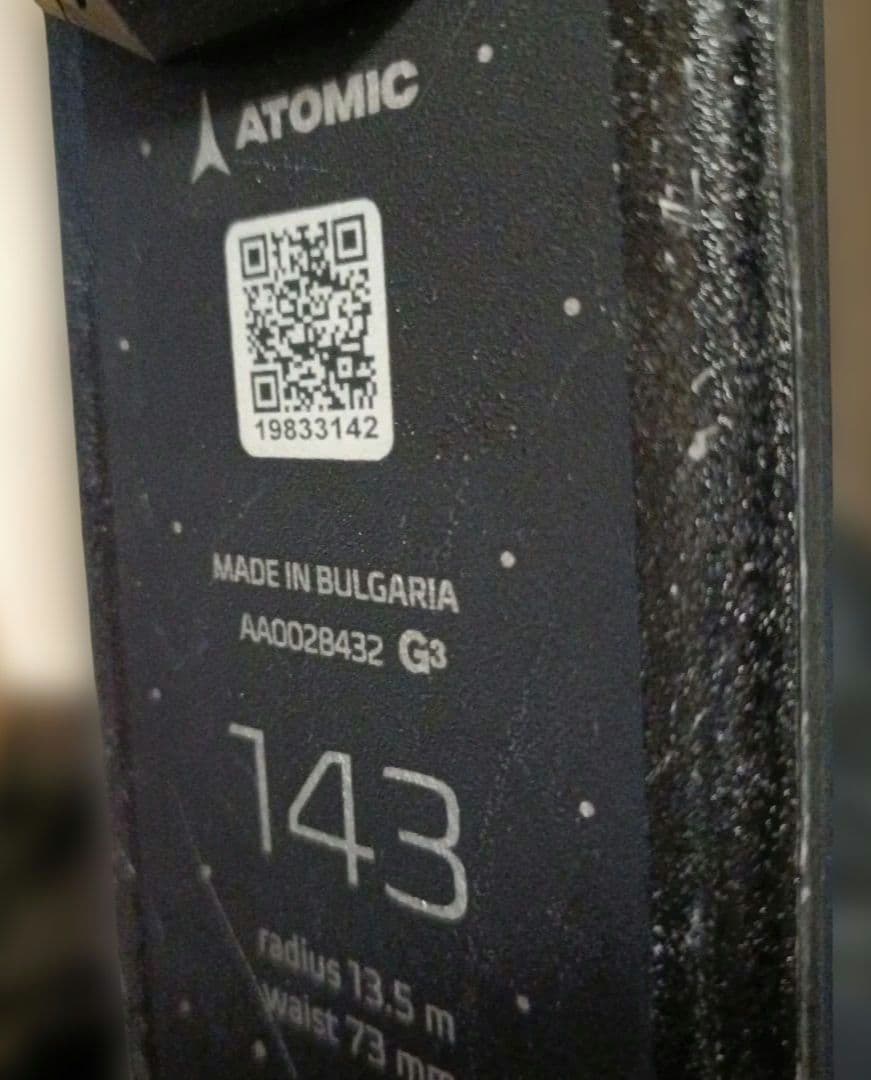 ATOMIC
19833142
MADE IN BULGARIA
AA0028432 G3
143
radius 13.5 m
waist 73 mm